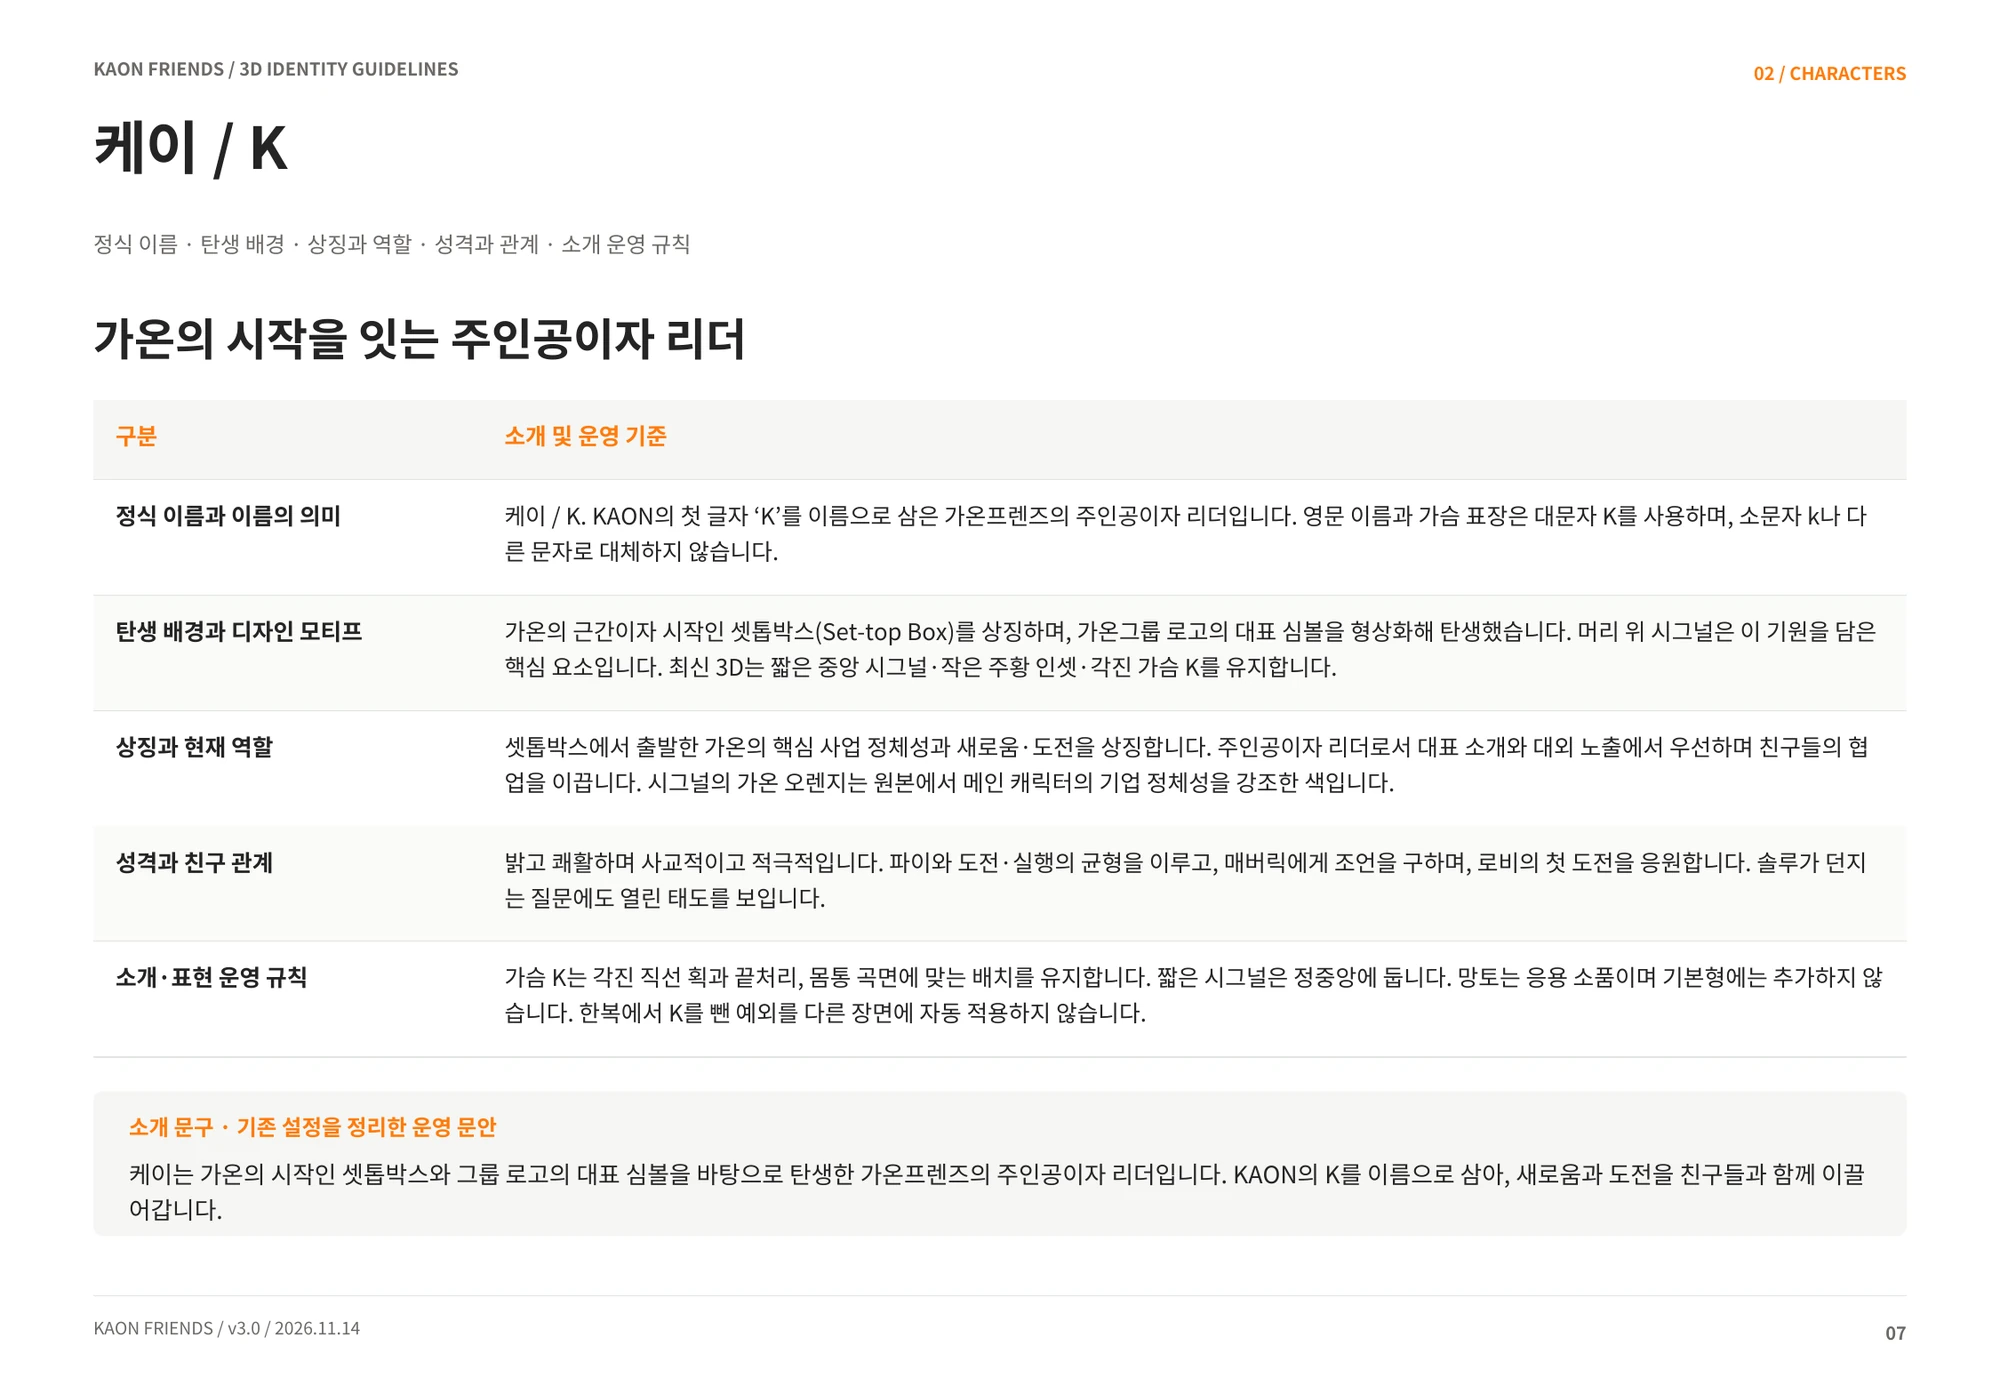 KAON FRIENDS / 3D IDENTITY GUIDELINES
02 / CHARACTERS
케이 / K
정식 이름 · 탄생 배경 · 상징과 역할 · 성격과 관계 · 소개 운영 규칙
가온의 시작을 잇는 주인공이자 리더
구분
소개 및 운영 기준
정식 이름과 이름의 의미
케이 / K. KAON의 첫 글자 ‘K’를 이름으로 삼은 가온프렌즈의 주인공이자 리더입니다. 영문 이름과 가슴 표장은 대문자 K를 사용하며, 소문자 k나 다
른 문자로 대체하지 않습니다.
탄생 배경과 디자인 모티프
가온의 근간이자 시작인 셋톱박스(Set-top Box)를 상징하며, 가온그룹 로고의 대표 심볼을 형상화해 탄생했습니다. 머리 위 시그널은 이 기원을 담은
핵심 요소입니다. 최신 3D는 짧은 중앙 시그널·작은 주황 인셋·각진 가슴 K를 유지합니다.
상징과 현재 역할
셋톱박스에서 출발한 가온의 핵심 사업 정체성과 새로움·도전을 상징합니다. 주인공이자 리더로서 대표 소개와 대외 노출에서 우선하며 친구들의 협
업을 이끕니다. 시그널의 가온 오렌지는 원본에서 메인 캐릭터의 기업 정체성을 강조한 색입니다.
성격과 친구 관계
밝고 쾌활하며 사교적이고 적극적입니다. 파이와 도전·실행의 균형을 이루고, 매버릭에게 조언을 구하며, 로비의 첫 도전을 응원합니다. 솔루가 던지
는 질문에도 열린 태도를 보입니다.
소개·표현 운영 규칙
가슴 K는 각진 직선 획과 끝처리, 몸통 곡면에 맞는 배치를 유지합니다. 짧은 시그널은 정중앙에 둡니다. 망토는 응용 소품이며 기본형에는 추가하지 않
습니다. 한복에서 K를 뺀 예외를 다른 장면에 자동 적용하지 않습니다.
소개 문구 · 기존 설정을 정리한 운영 문안
케이는 가온의 시작인 셋톱박스와 그룹 로고의 대표 심볼을 바탕으로 탄생한 가온프렌즈의 주인공이자 리더입니다. KAON의 K를 이름으로 삼아, 새로움과 도전을 친구들과 함께 이끌
어갑니다.
KAON FRIENDS / v3.0 / 2026.11.14
07